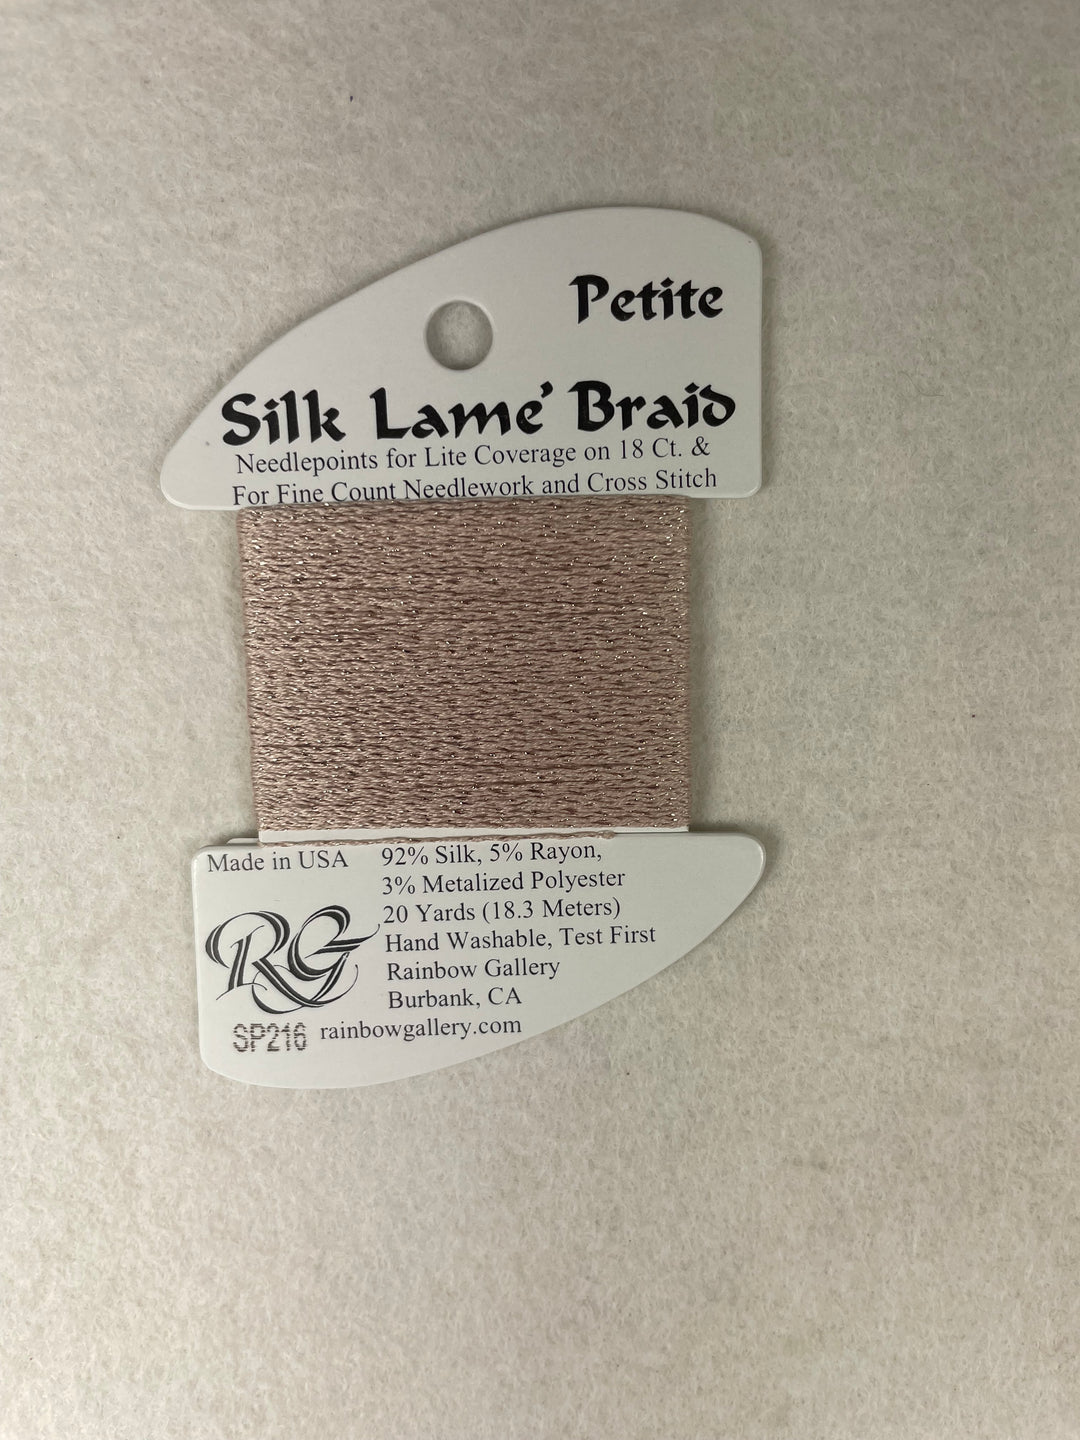 Petite
Silk Lame' Braid
Needlepoints for Lite Coverage on 18 Ct. &
For Fine Count Needlework and Cross Stitch
Made in USA
92% Silk, 5% Rayon,
3% Metalized Polyester
20 Yards (18.3 Meters)
Hand Washable, Test First
Rainbow Gallery
Burbank, CA
rainbowgallery.com
RG
SP216